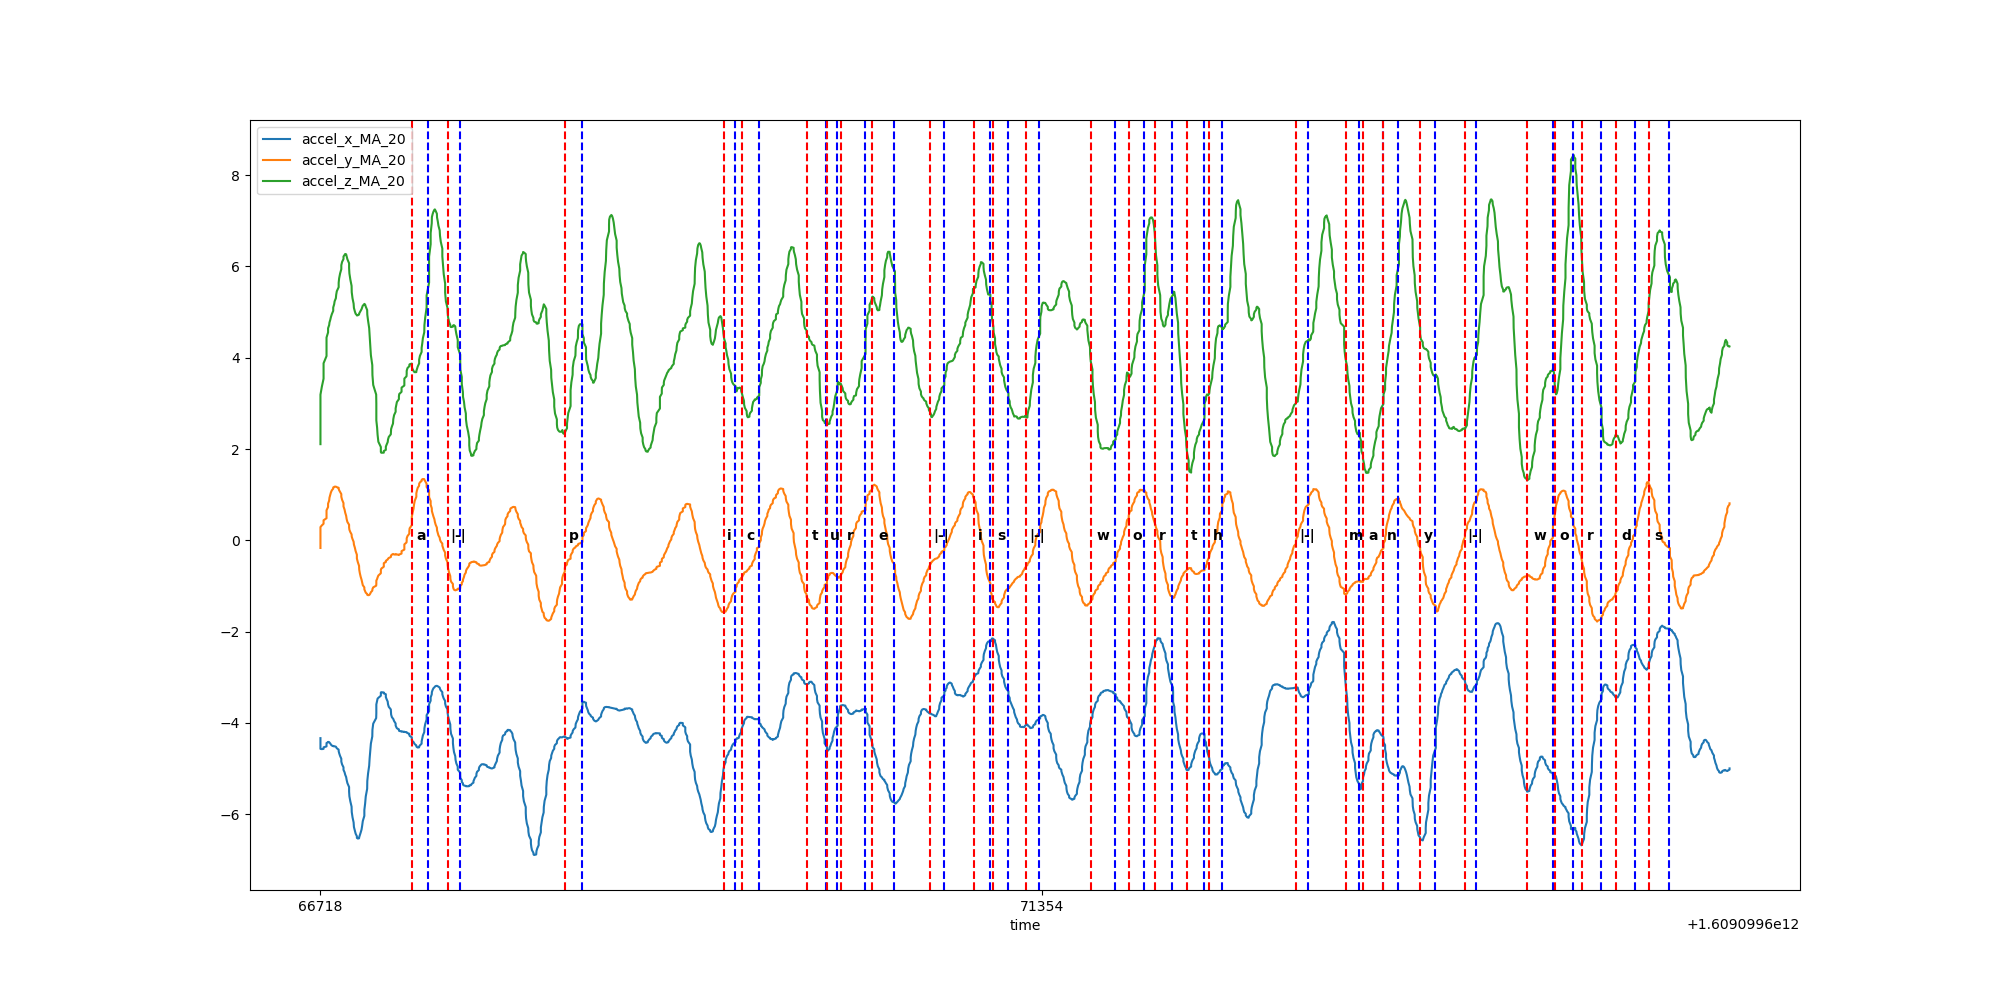 accel_x_MA_20
accel_y_MA_20
accel_z_MA_20
8
6
4
2
0
−2
−4
−6
a |-| p i c t u r e |-| i s |-| w o r t h |-| m a n y |-| w o r d s
66718 71354
time
+1.6090996e12